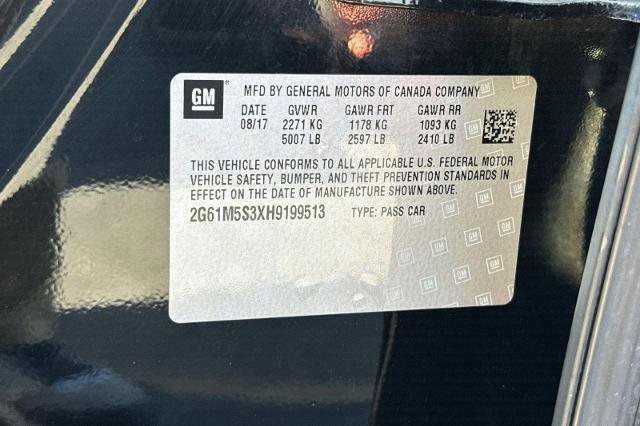 GM ® MFD BY GENERAL MOTORS OF CANADA COMPANY
DATE GVWR GAWR FRT GAWR RR
08/17 2271 KG 1178 KG 1093 KG
5007 LB 2597 LB 2410 LB
THIS VEHICLE CONFORMS TO ALL APPLICABLE U.S. FEDERAL MOTOR
VEHICLE SAFETY, BUMPER, AND THEFT PREVENTION STANDARDS IN
EFFECT ON THE DATE OF MANUFACTURE SHOWN ABOVE.
2G61M5S3XH9199513 TYPE: PASS CAR